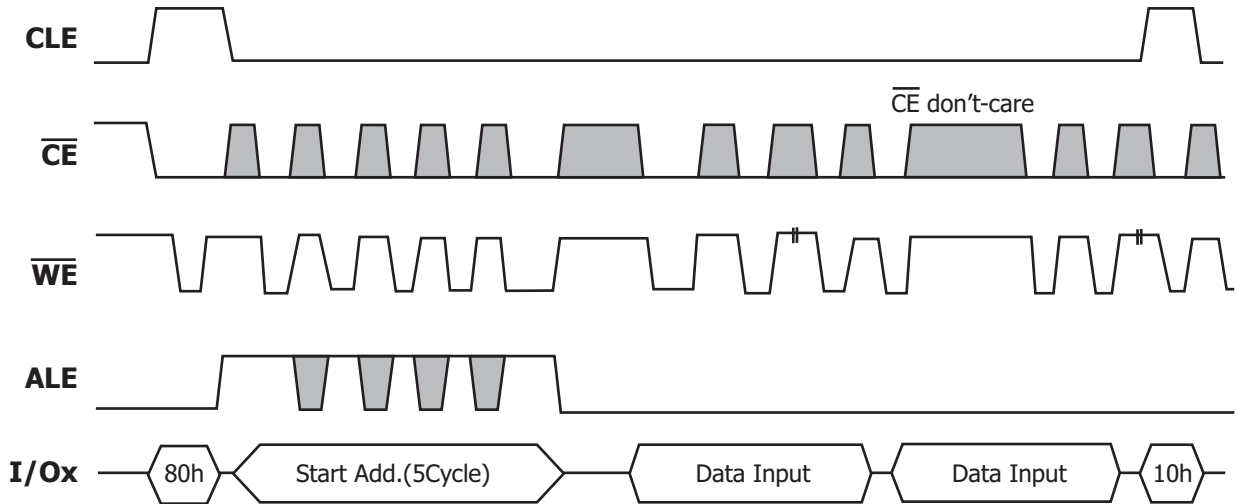 CLE
CE don't-care
CE
WE
ALE
I/Ox 80h Start Add.(5Cycle) Data Input Data Input 10h